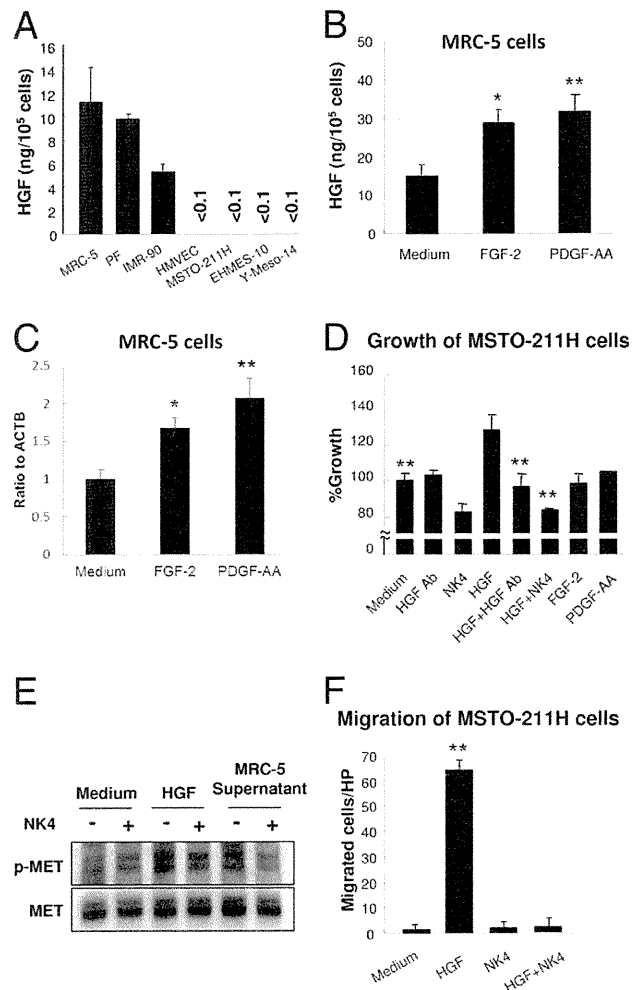 A
HGF (ng/10⁵ cells)
16
14
12
10
8
6
4
2
0
<0.1
<0.1
<0.1
<0.1
MRC-5
PF
IMR-90
HMVEC
MSTO-211H
EHMES-10
Y-Meso-14
B
MRC-5 cells
HGF (ng/10⁵ cells)
50
40
30
20
10
0
*
**
Medium
FGF-2
PDGF-AA
C
MRC-5 cells
Ratio to ACTB
2.5
2
1.5
1
0.5
0
*
**
Medium
FGF-2
PDGF-AA
D
Growth of MSTO-211H cells
%Growth
160
140
120
100
80
≈
0
**
**
**
Medium
HGF Ab
NK4
HGF
HGF+HGF Ab
HGF+NK4
FGF-2
PDGF-AA
E
Medium
HGF
MRC-5
Supernatant
NK4 - + - + - +
p-MET
MET
F
Migration of MSTO-211H cells
Migrated cells/HP
70
60
50
40
30
20
10
0
**
Medium
HGF
NK4
HGF+NK4